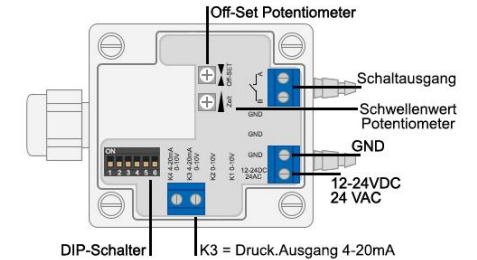 Off-Set Potentiometer
Off-SET
Zeit
A
B
Schaltausgang
Schwellenwert
Potentiometer
GND
GND
GND
GND
12-24DC
24AC
12-24VDC
24 VAC
ON
1 2 3 4 5 6
K4 4-20mA
0-10V
K3 4-20mA
0-10V
K2 0-10V
K1 0-10V
DIP-Schalter
K3 = Druck.Ausgang 4-20mA